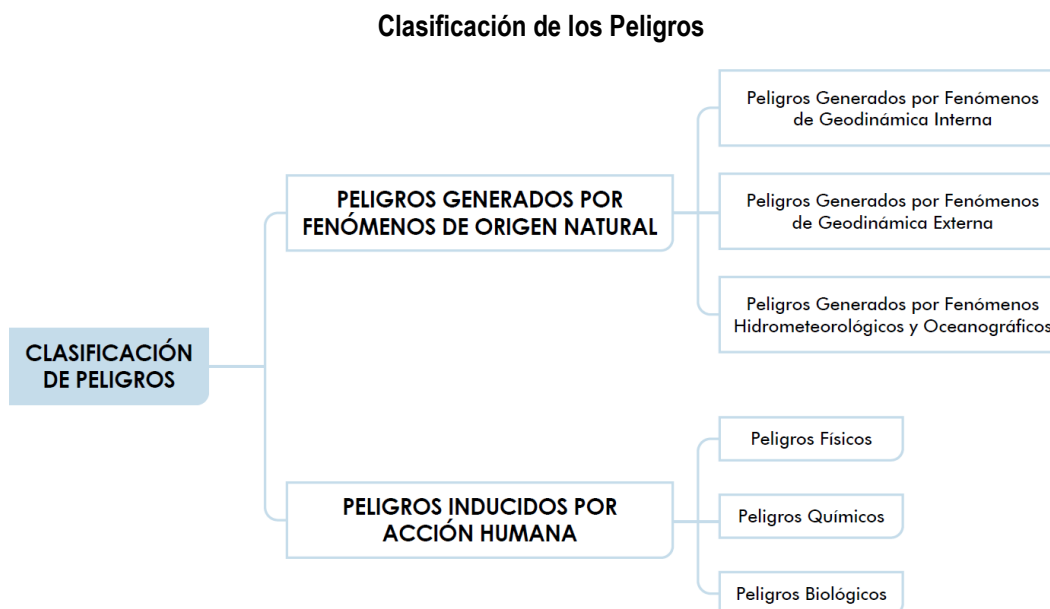 Clasificación de los Peligros
CLASIFICACIÓN
DE PELIGROS
PELIGROS GENERADOS POR
FENÓMENOS DE ORIGEN NATURAL
Peligros Generados por Fenómenos
de Geodinámica Interna
Peligros Generados por Fenómenos
de Geodinámica Externa
Peligros Generados por Fenómenos
Hidrometeorológicos y Oceanográficos
PELIGROS INDUCIDOS POR
ACCIÓN HUMANA
Peligros Físicos
Peligros Químicos
Peligros Biológicos